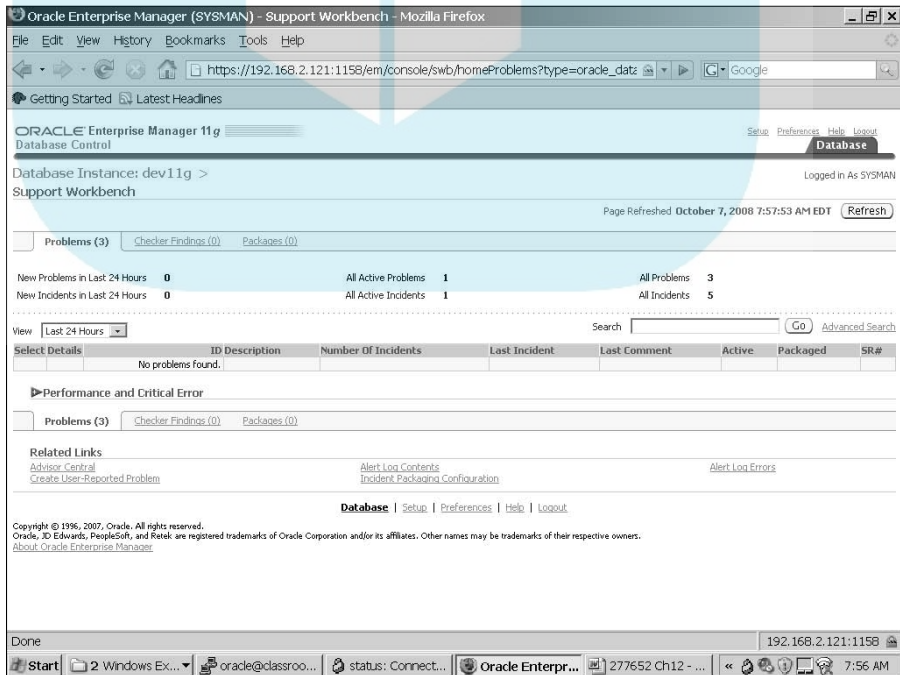 Oracle Enterprise Manager (SYSMAN) - Support Workbench - Mozilla Firefox
File Edit View History Bookmarks Tools Help
https://192.168.2.121:1158/em/console/swb/homeProblems?type=oracle_data G Google
Getting Started Latest Headlines
ORACLE Enterprise Manager 11g
Database Control
Setup Preferences Help Logout
Database
Database Instance: dev11g >
Logged in As SYSMAN
Support Workbench
Page Refreshed October 7, 2008 7:57:53 AM EDT Refresh
Problems (3) Checker Findings (0) Packages (0)
New Problems in Last 24 Hours 0 All Active Problems 1 All Problems 3
New Incidents in Last 24 Hours 0 All Active Incidents 1 All Incidents 5
View Last 24 Hours Search Go Advanced Search
Select Details ID Description Number Of Incidents Last Incident Last Comment Active Packaged SR#
No problems found.
Performance and Critical Error
Problems (3) Checker Findings (0) Packages (0)
Related Links
Advisor Central Alert Log Contents Alert Log Errors
Create User-Reported Problem Incident Packaging Configuration
Database | Setup | Preferences | Help | Logout
Copyright © 1996, 2007, Oracle. All rights reserved.
Oracle, JD Edwards, PeopleSoft, and Retek are registered trademarks of Oracle Corporation and/or its affiliates. Other names may be trademarks of their respective owners.
About Oracle Enterprise Manager
Done 192.168.2.121:1158
Start 2 Windows Ex... oracle@classroo... status: Connect... Oracle Enterpr... 277652 Ch12 - ... « 7:56 AM